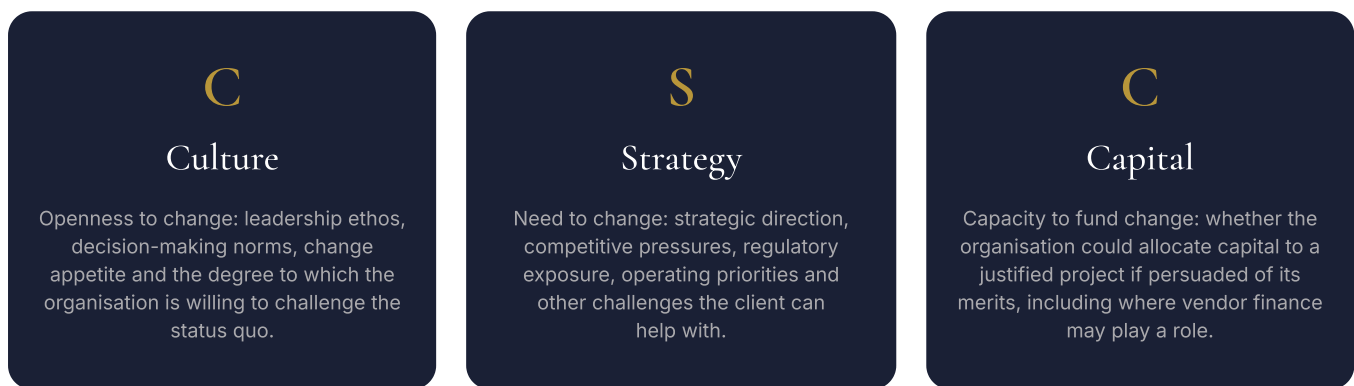 C
Culture
Openness to change: leadership ethos,
decision-making norms, change
appetite and the degree to which the
organisation is willing to challenge the
status quo.
S
Strategy
Need to change: strategic direction,
competitive pressures, regulatory
exposure, operating priorities and
other challenges the client can
help with.
C
Capital
Capacity to fund change: whether the
organisation could allocate capital to a
justified project if persuaded of its
merits, including where vendor finance
may play a role.